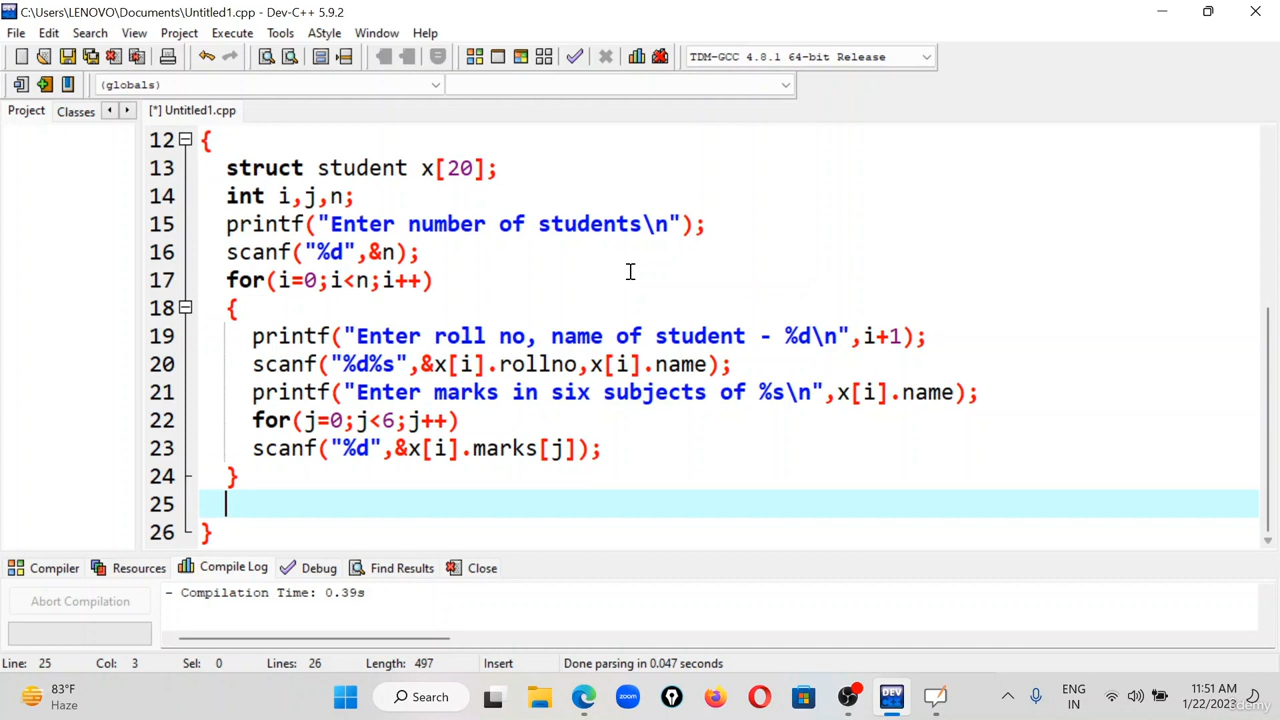 C:\Users\LENOVO\Documents\Untitled1.cpp - Dev-C++ 5.9.2
File Edit Search View Project Execute Tools AStyle Window Help
TDM-GCC 4.8.1 64-bit Release
(globals)
Project Classes [*] Untitled1.cpp
12 {
13 struct student x[20];
14 int i,j,n;
15 printf("Enter number of students\n");
16 scanf("%d",&n);
17 for(i=0;i<n;i++)
18 {
19 printf("Enter roll no, name of student - %d\n",i+1);
20 scanf("%d%s",&x[i].rollno,x[i].name);
21 printf("Enter marks in six subjects of %s\n",x[i].name);
22 for(j=0;j<6;j++)
23 scanf("%d",&x[i].marks[j]);
24 }
25
26 }
Compiler Resources Compile Log Debug Find Results Close
Abort Compilation
- Compilation Time: 0.39s
Line: 25 Col: 3 Sel: 0 Lines: 26 Length: 497 Insert Done parsing in 0.047 seconds
83°F
Haze
Search
zoom
DEV
ENG
IN
11:51 AM
1/22/2023